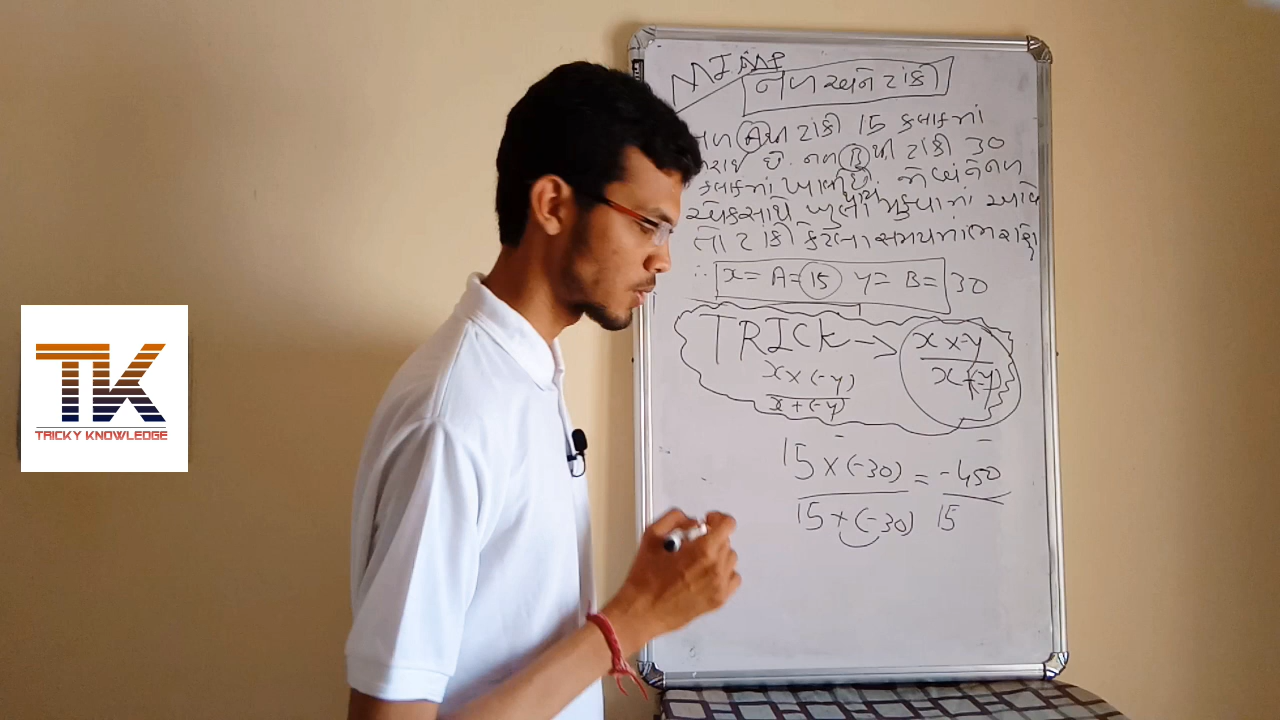 MIMP
નળ અને ટાંકી
નળ A થી ટાંકી 15 કલાકમાં
ભરાય છે. નળ B થી ટાંકી 30
કલાકમાં ખાલી થાય છે. જો બંને નળ
એકસાથે ખુલ્લા મુકવામાં આવે
તો ટાંકી કેટલા સમયમાં ભરાશે
∴ x = A = 15 y = B = 30
TRICK → x x -y / x + (-y)
x x (-y) / x + (-y)
15 x (-30) = -450
15 + (-30) 15
TK
TRICKY KNOWLEDGE